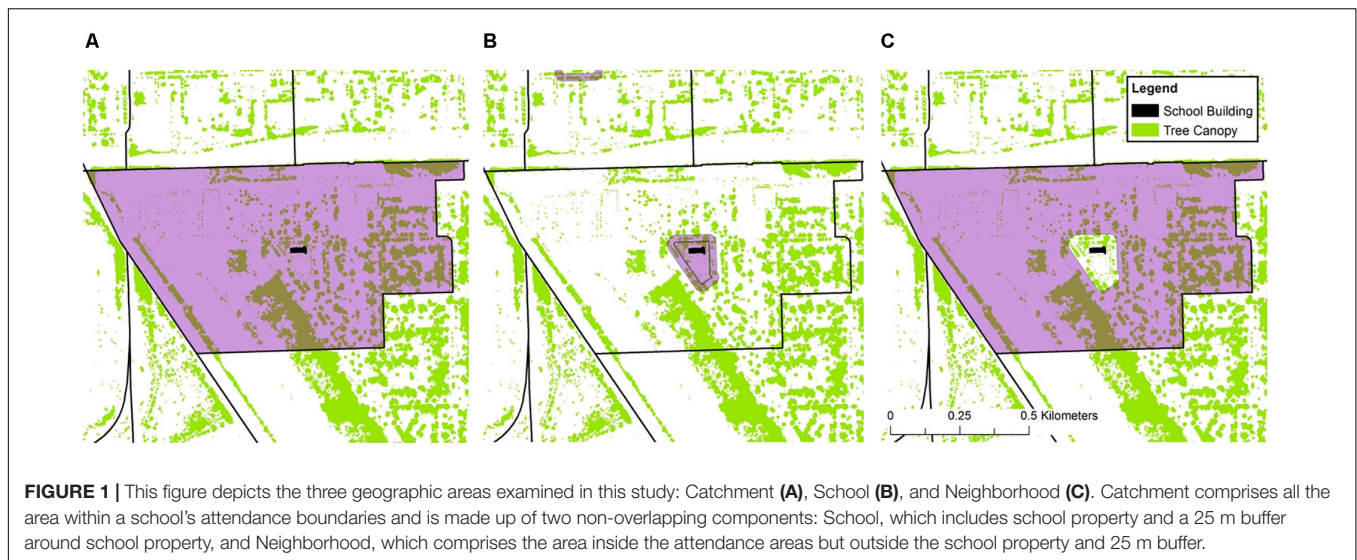 A
B
C
Legend
School Building
Tree Canopy
0 0.25 0.5 Kilometers
FIGURE 1 | This figure depicts the three geographic areas examined in this study: Catchment (A), School (B), and Neighborhood (C). Catchment comprises all the
area within a school's attendance boundaries and is made up of two non-overlapping components: School, which includes school property and a 25 m buffer
around school property, and Neighborhood, which comprises the area inside the attendance areas but outside the school property and 25 m buffer.